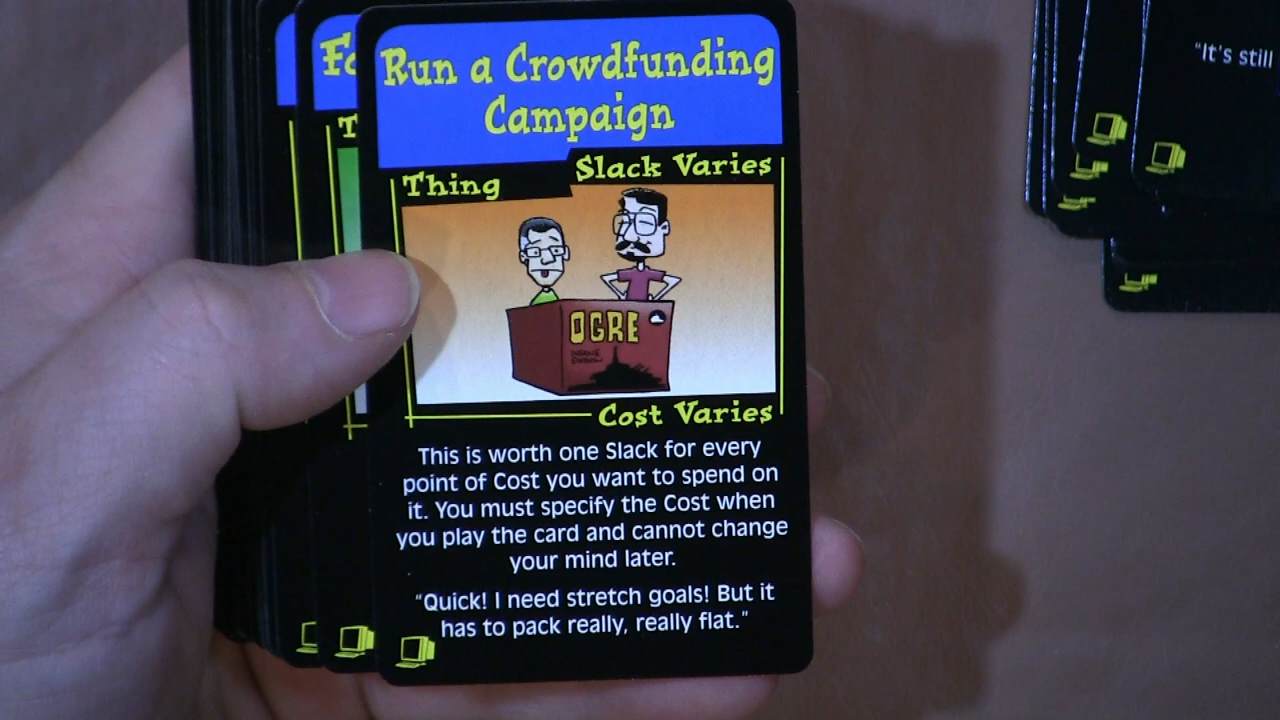 Run a Crowdfunding
Campaign
Slack Varies
Thing
OGRE
Cost Varies
This is worth one Slack for every
point of Cost you want to spend on
it. You must specify the Cost when
you play the card and cannot change
your mind later.
"Quick! I need stretch goals! But it
has to pack really, really flat."
"It's still